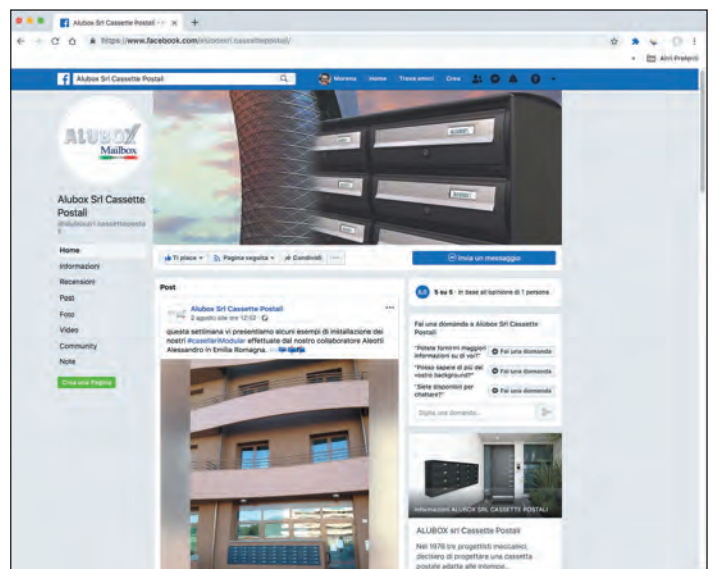 Alubox Srl Cassette Postali
https://www.facebook.com/aluboxsrl.cassettepostali/
Altri Preferiti
Alubox Srl Cassette Postali
Morena Home Trova amici Crea
ALUBOX
Mailbox
Alubox Srl Cassette
Postali
Home
Informazioni
Recensioni
Post
Foto
Video
Community
Note
Crea una Pagina
Ti piace
Pagina seguita
Condividi
Invia un messaggio
Post
Alubox Srl Cassette Postali
2 agosto alle ore 12:02
questa settimana vi presentiamo alcuni esempi di installazione dei
nostri #casellariModular effettuate dal nostro collaboratore Aleotti
Alessandro in Emilia Romagna.
5,0
5 su 5 · in base all'opinione di 1 persona
Fai una domanda a Alubox Srl Cassette
Postali
"Potete fornirmi maggiori
informazioni su di voi?"
Fai una domanda
"Posso sapere di più del
vostro background?"
Fai una domanda
"Siete disponibili per
chattare?"
Fai una domanda
Digita una domanda...
Informazioni ALUBOX SRL CASSETTE POSTALI
ALUBOX srl Cassette Postali
Nel 1976 tre progettisti meccanici,
decisero di progettare una cassetta
postale adatta alle intemperie...